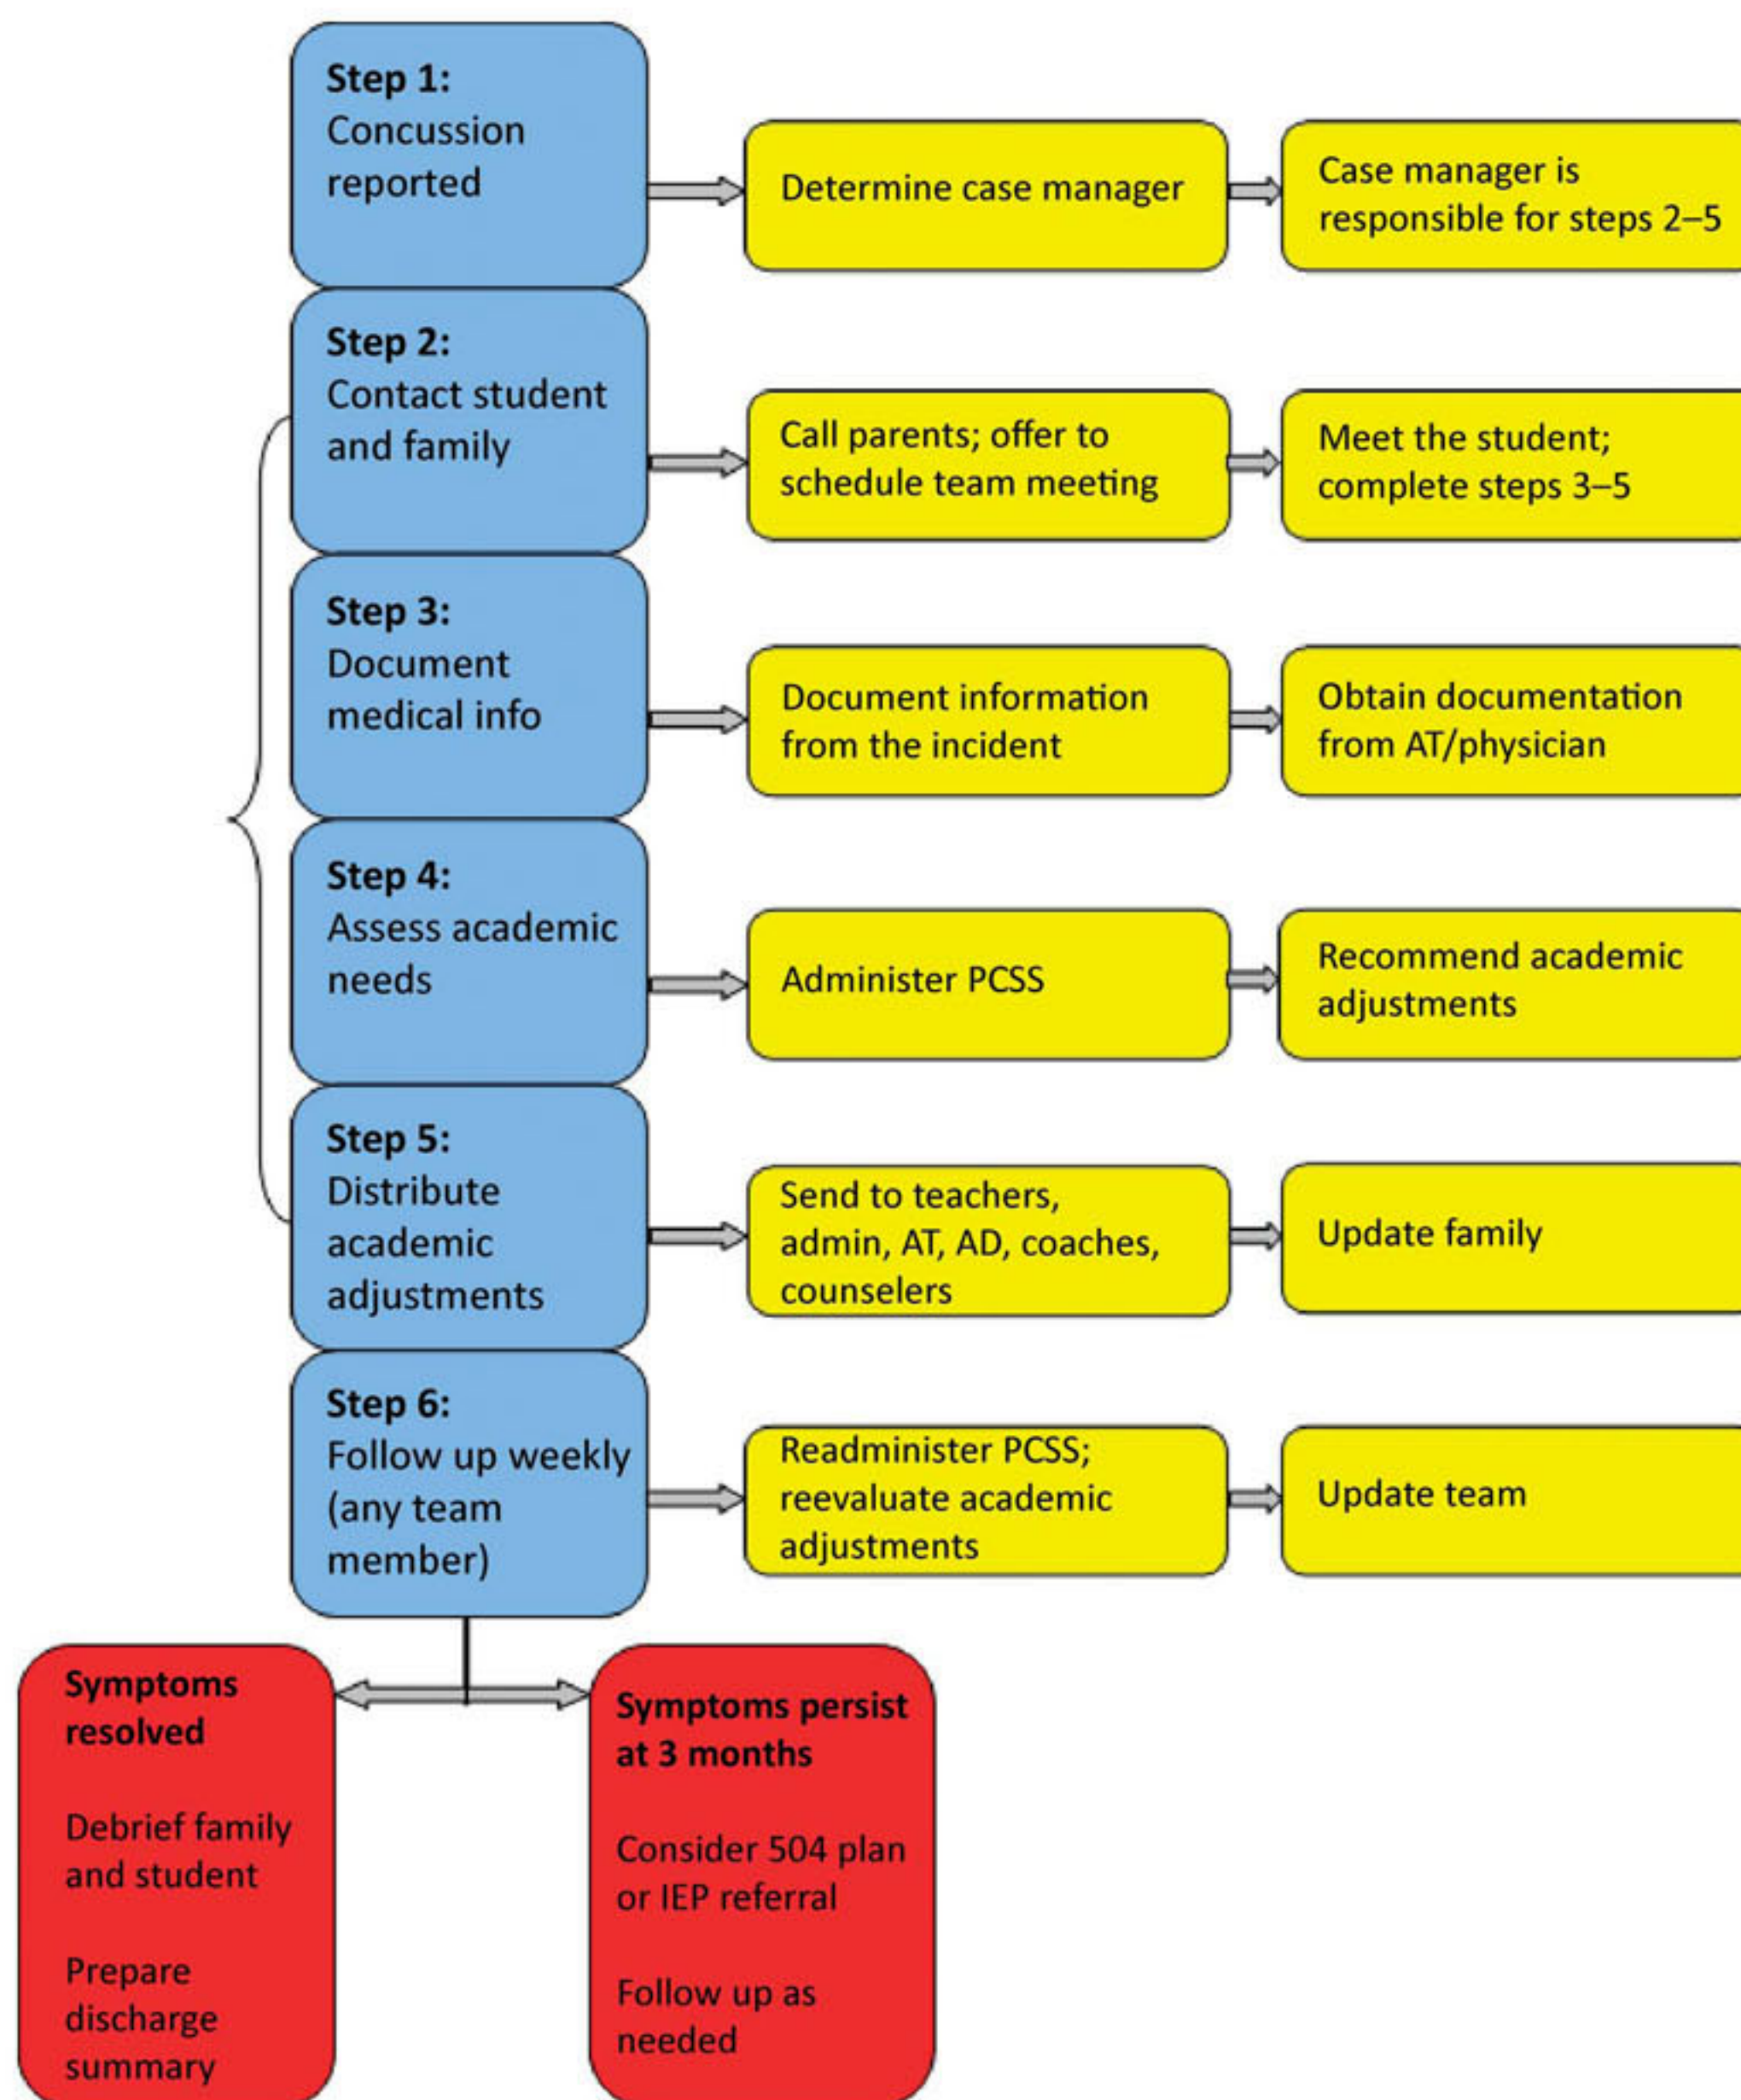 Step 1:
Concussion
reported
Determine case manager
Case manager is
responsible for steps 2–5
Step 2:
Contact student
and family
Call parents; offer to
schedule team meeting
Meet the student;
complete steps 3–5
Step 3:
Document
medical info
Document information
from the incident
Obtain documentation
from AT/physician
Step 4:
Assess academic
needs
Administer PCSS
Recommend academic
adjustments
Step 5:
Distribute
academic
adjustments
Send to teachers,
admin, AT, AD, coaches,
counselers
Update family
Step 6:
Follow up weekly
(any team
member)
Readminister PCSS;
reevaluate academic
adjustments
Update team
Symptoms
resolved
Debrief family
and student
Prepare
discharge
summary
Symptoms persist
at 3 months
Consider 504 plan
or IEP referral
Follow up as
needed